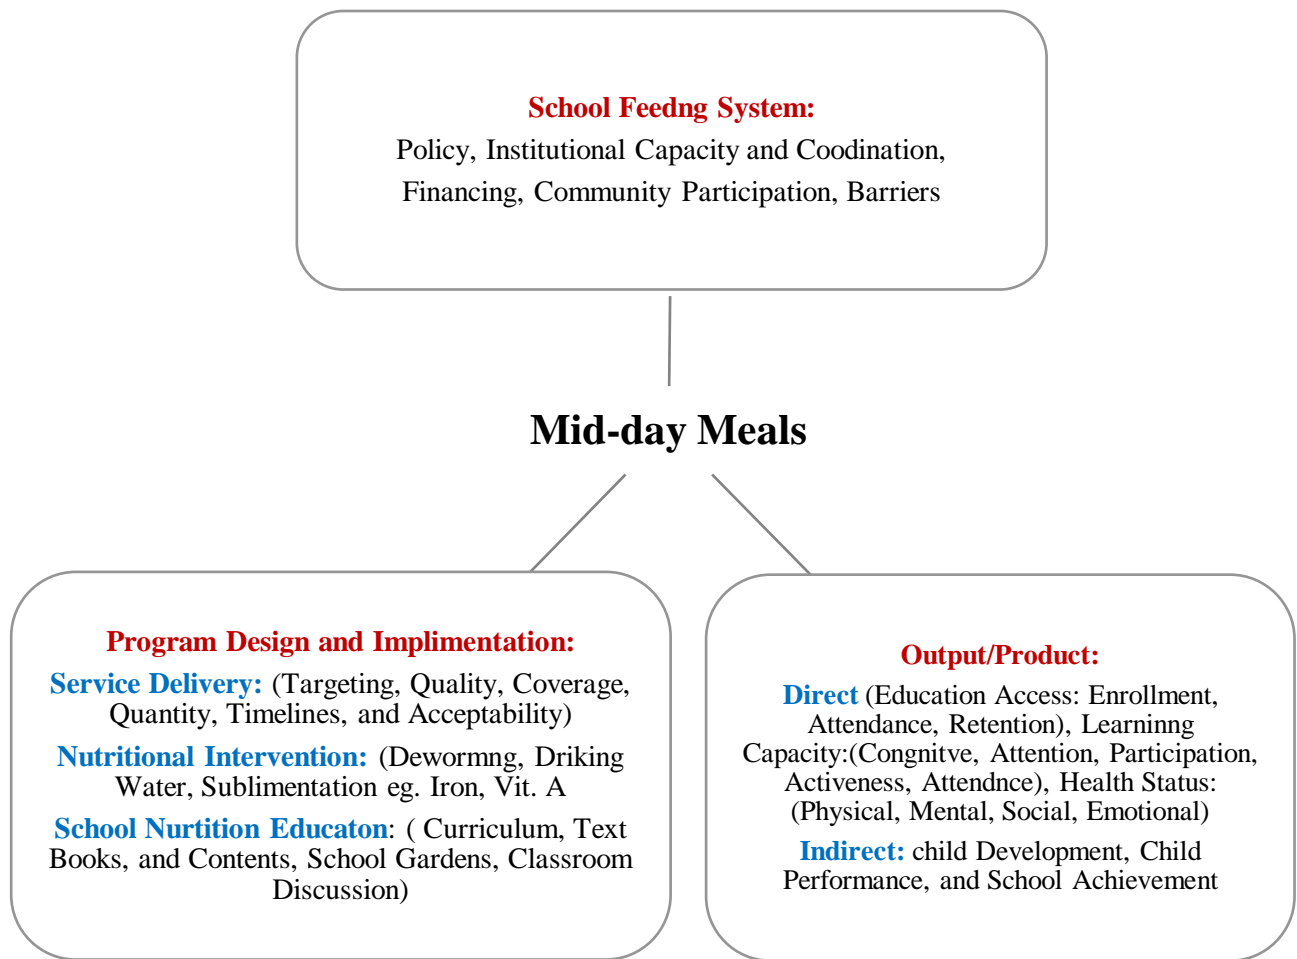 School Feedng System:
Policy, Institutional Capacity and Coodination,
Financing, Community Participation, Barriers
Mid-day Meals
Program Design and Implimentation:
Service Delivery: (Targeting, Quality, Coverage,
Quantity, Timelines, and Acceptability)
Nutritional Intervention: (Dewormng, Driking
Water, Sublimentation eg. Iron, Vit. A
School Nurtition Educaton: ( Curriculum, Text
Books, and Contents, School Gardens, Classroom
Discussion)
Output/Product:
Direct (Education Access: Enrollment,
Attendance, Retention), Learninng
Capacity:(Congnitve, Attention, Participation,
Activeness, Attendnce), Health Status:
(Physical, Mental, Social, Emotional)
Indirect: child Development, Child
Performance, and School Achievement